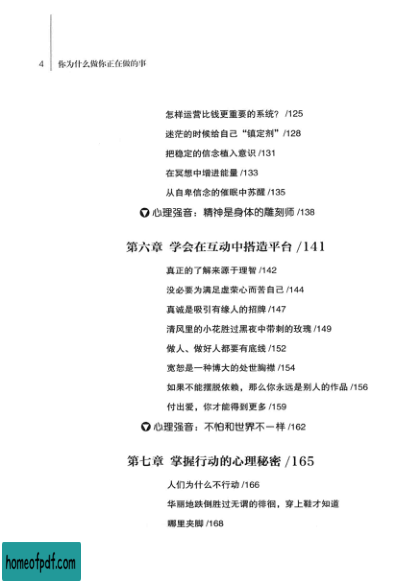 4 你为什么做你正在做的事
怎样运营比钱更重要的系统？/125
迷茫的时候给自己“镇定剂”/128
把稳定的信念植入意识 /131
在冥想中增进能量 /133
从自卑信念的催眠中苏醒 /135
心理强音：精神是身体的雕刻师 /138
第六章 学会在互动中搭造平台 /141
真正的了解来源于理智 /142
没必要为满足虚荣心而苦自己 /144
真诚是吸引有缘人的招牌 /147
清风里的小花胜过黑夜中带刺的玫瑰 /149
做人、做好人都要有底线 /152
宽恕是一种博大的处世胸襟 /154
如果不能摆脱依赖，那么你永远是别人的作品 /156
付出爱，你才能得到更多 /159
心理强音：不怕和世界不一样 /162
第七章 掌握行动的心理秘密 /165
人们为什么不行动 /166
华丽地跌倒胜过无谓的徘徊，穿上鞋才知道
哪里夹脚 /168
homeofpdf.com